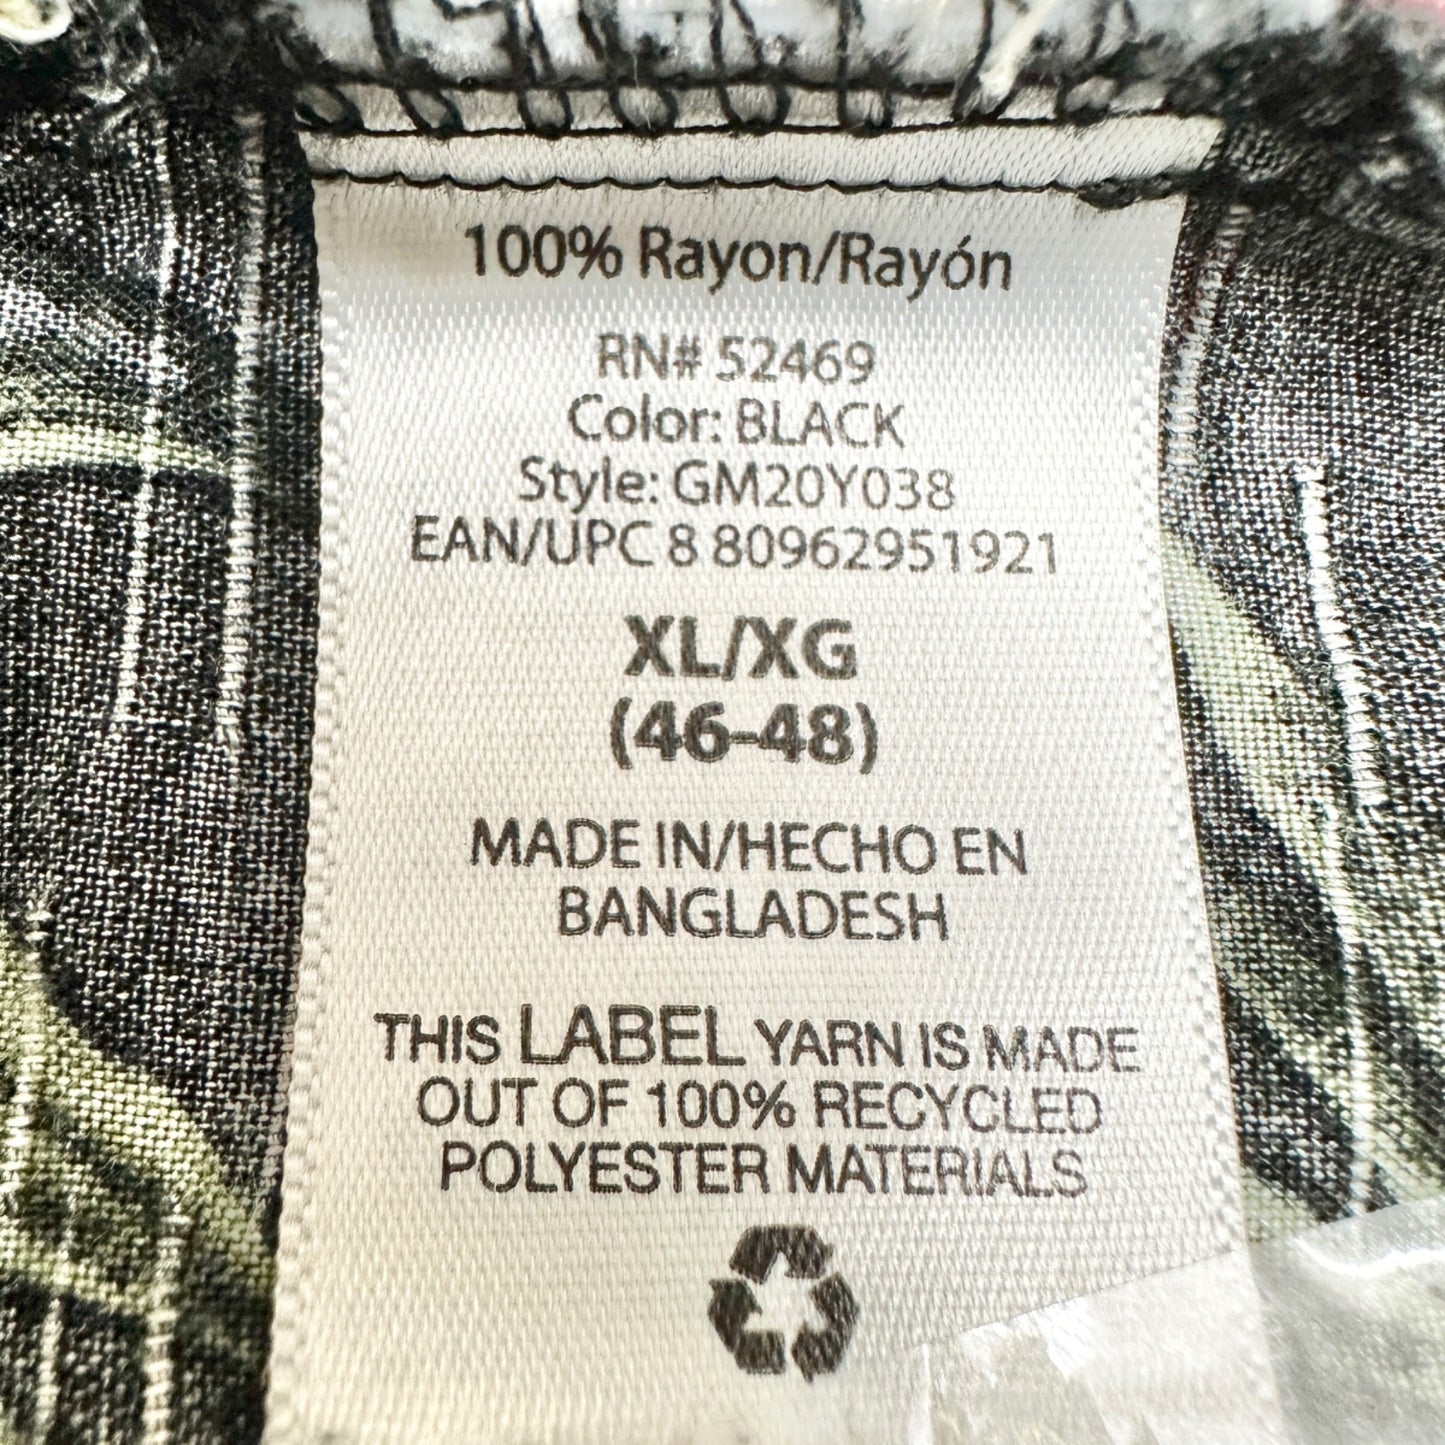 100% Rayon/Rayón
RN# 52469
Color: BLACK
Style: GM20Y038
EAN/UPC 8 80962951921
XL/XG
(46-48)
MADE IN/HECHO EN
BANGLADESH
THIS LABEL YARN IS MADE
OUT OF 100% RECYCLED
POLYESTER MATERIALS